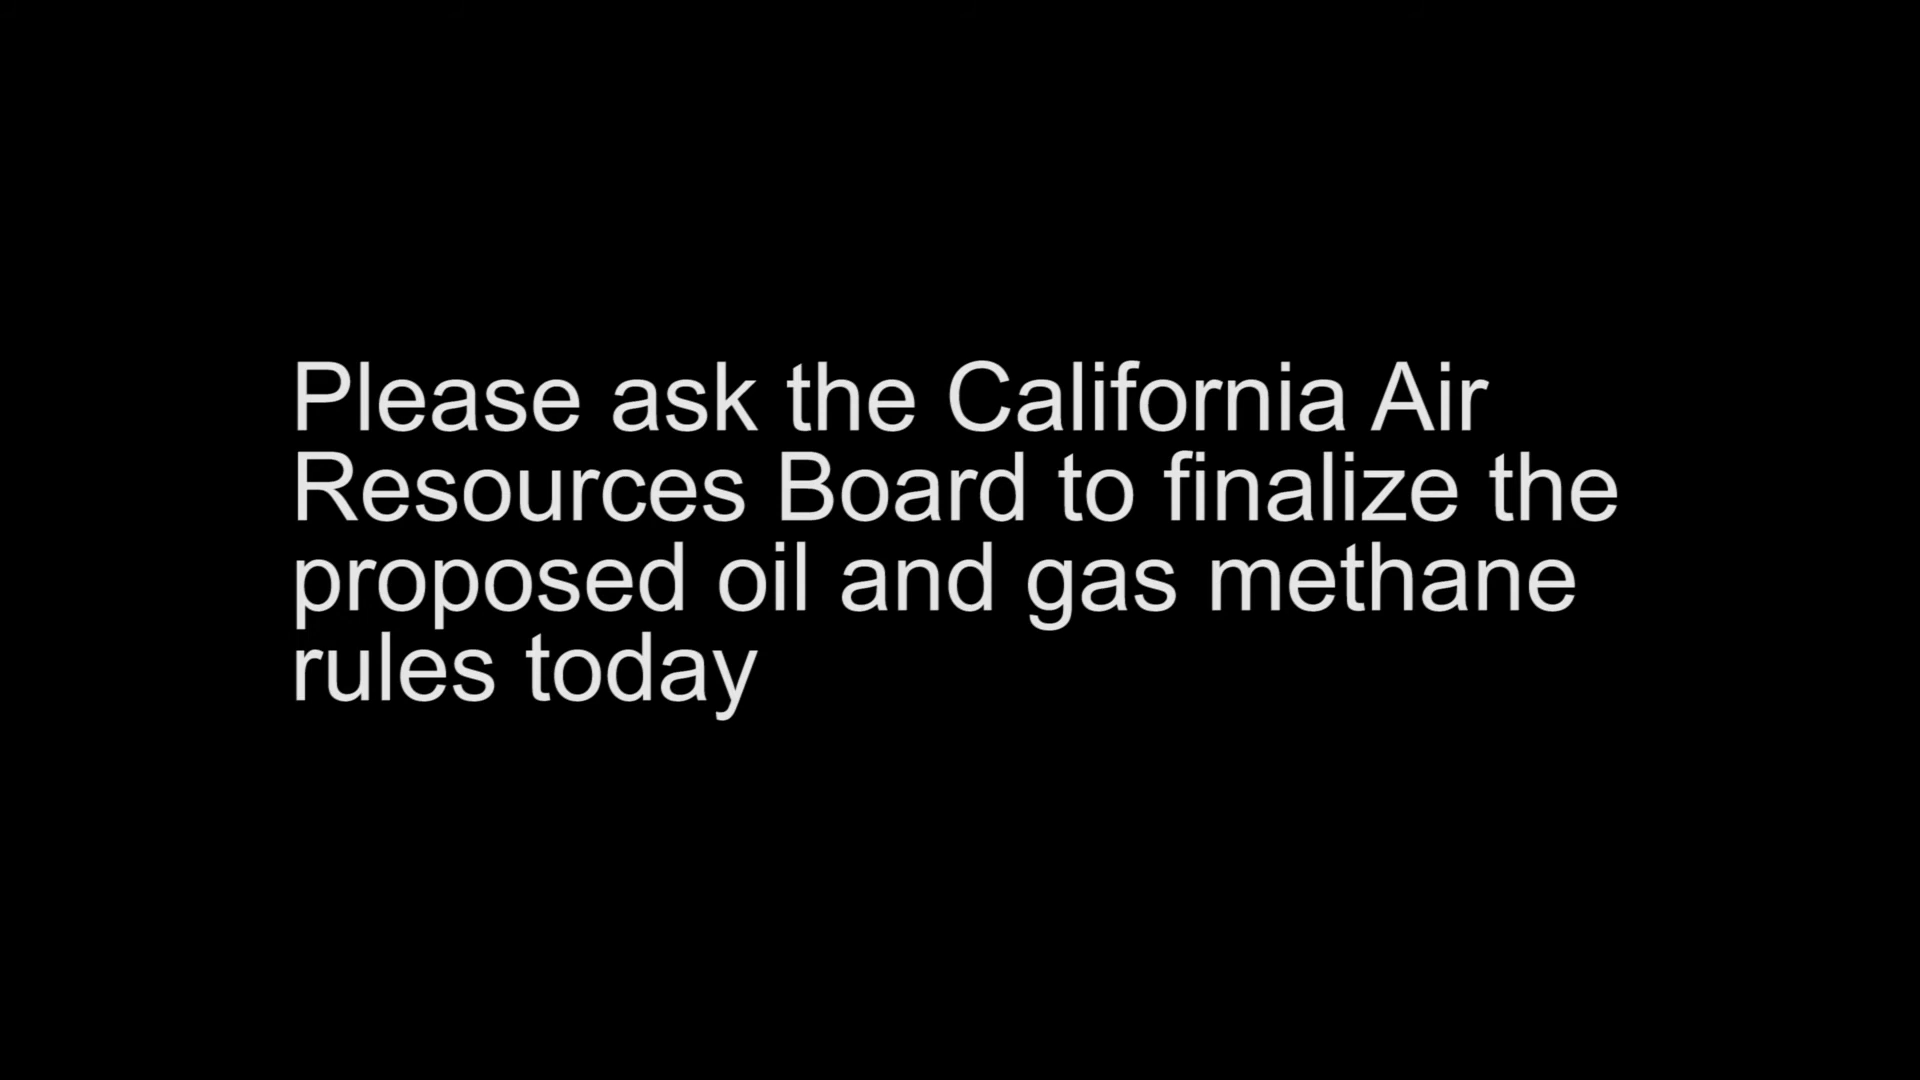 Please ask the California Air
Resources Board to finalize the
proposed oil and gas methane
rules today